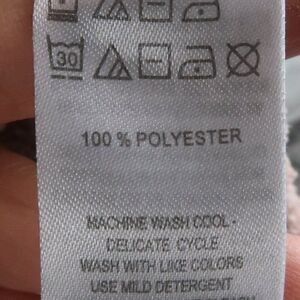 30
100 % POLYESTER
MACHINE WASH COOL -
DELICATE CYCLE
WASH WITH LIKE COLORS
USE MILD DETERGENT